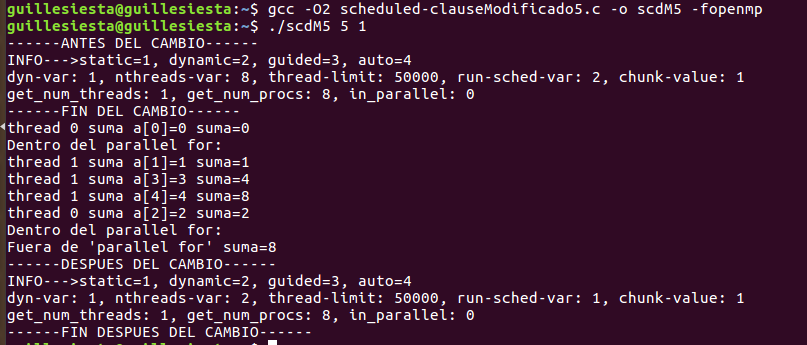 guillesiesta@guillesiesta:~$ gcc -O2 scheduled-clauseModificado5.c -o scdM5 -fopenmp
guillesiesta@guillesiesta:~$ ./scdM5 5 1
------ANTES DEL CAMBIO------
INFO--->static=1, dynamic=2, guided=3, auto=4
dyn-var: 1, nthreads-var: 8, thread-limit: 50000, run-sched-var: 2, chunk-value: 1
get_num_threads: 1, get_num_procs: 8, in_parallel: 0
------FIN DEL CAMBIO------
thread 0 suma a[0]=0 suma=0
Dentro del parallel for:
thread 1 suma a[1]=1 suma=1
thread 1 suma a[3]=3 suma=4
thread 1 suma a[4]=4 suma=8
thread 0 suma a[2]=2 suma=2
Dentro del parallel for:
Fuera de 'parallel for' suma=8
------DESPUES DEL CAMBIO------
INFO--->static=1, dynamic=2, guided=3, auto=4
dyn-var: 1, nthreads-var: 2, thread-limit: 50000, run-sched-var: 1, chunk-value: 1
get_num_threads: 1, get_num_procs: 8, in_parallel: 0
------FIN DESPUES DEL CAMBIO------
guillesiesta@guillesiesta:~$